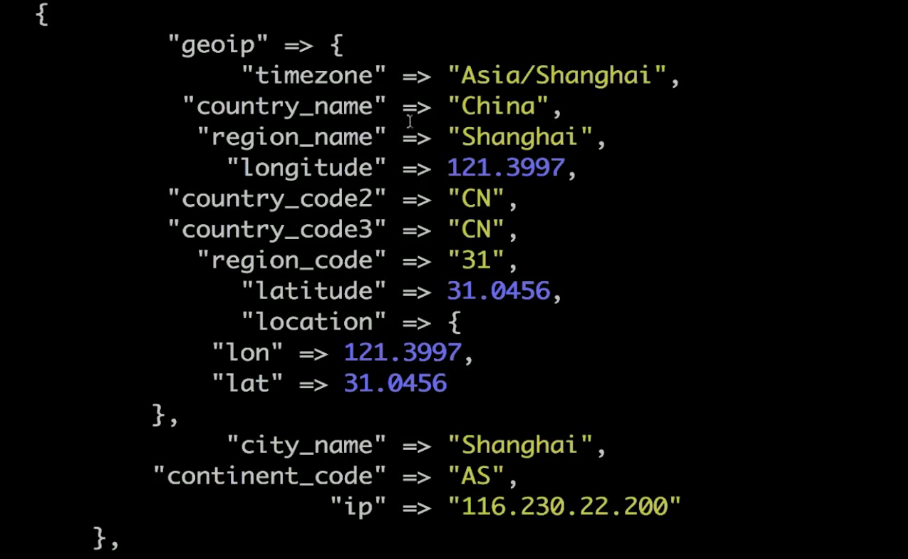 {
"geoip" => {
"timezone" => "Asia/Shanghai",
"country_name" => "China",
"region_name" => "Shanghai",
"longitude" => 121.3997,
"country_code2" => "CN",
"country_code3" => "CN",
"region_code" => "31",
"latitude" => 31.0456,
"location" => {
"lon" => 121.3997,
"lat" => 31.0456
},
"city_name" => "Shanghai",
"continent_code" => "AS",
"ip" => "116.230.22.200"
},